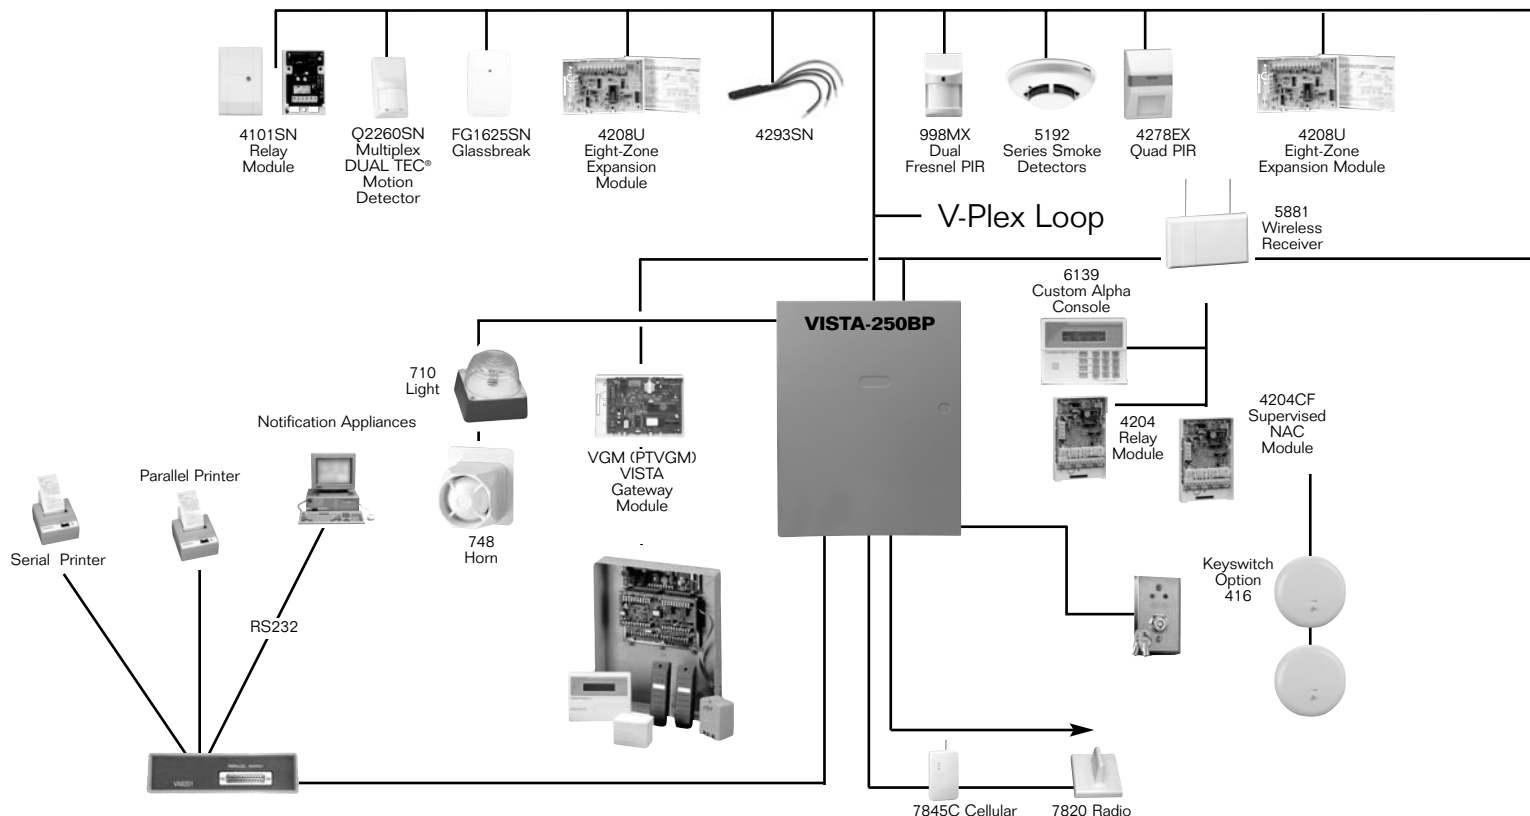 4101SN
Relay
Module
Q2260SN
Multiplex
DUAL TEC®
Motion
Detector
FG1625SN
Glassbreak
4208U
Eight-Zone
Expansion
Module
4293SN
998MX
Dual
Fresnel PIR
5192
Series Smoke
Detectors
4278EX
Quad PIR
4208U
Eight-Zone
Expansion Module
V-Plex Loop
5881
Wireless
Receiver
6139
Custom Alpha
Console
VISTA-250BP
710
Light
Notification Appliances
4204
Relay
Module
4204CF
Supervised
NAC
Module
VGM (PTVGM)
VISTA
Gateway
Module
Parallel Printer
Serial Printer
748
Horn
Keyswitch
Option
416
RS232
VA8201
PARALLEL OUTPUT
7845C Cellular
7820 Radio